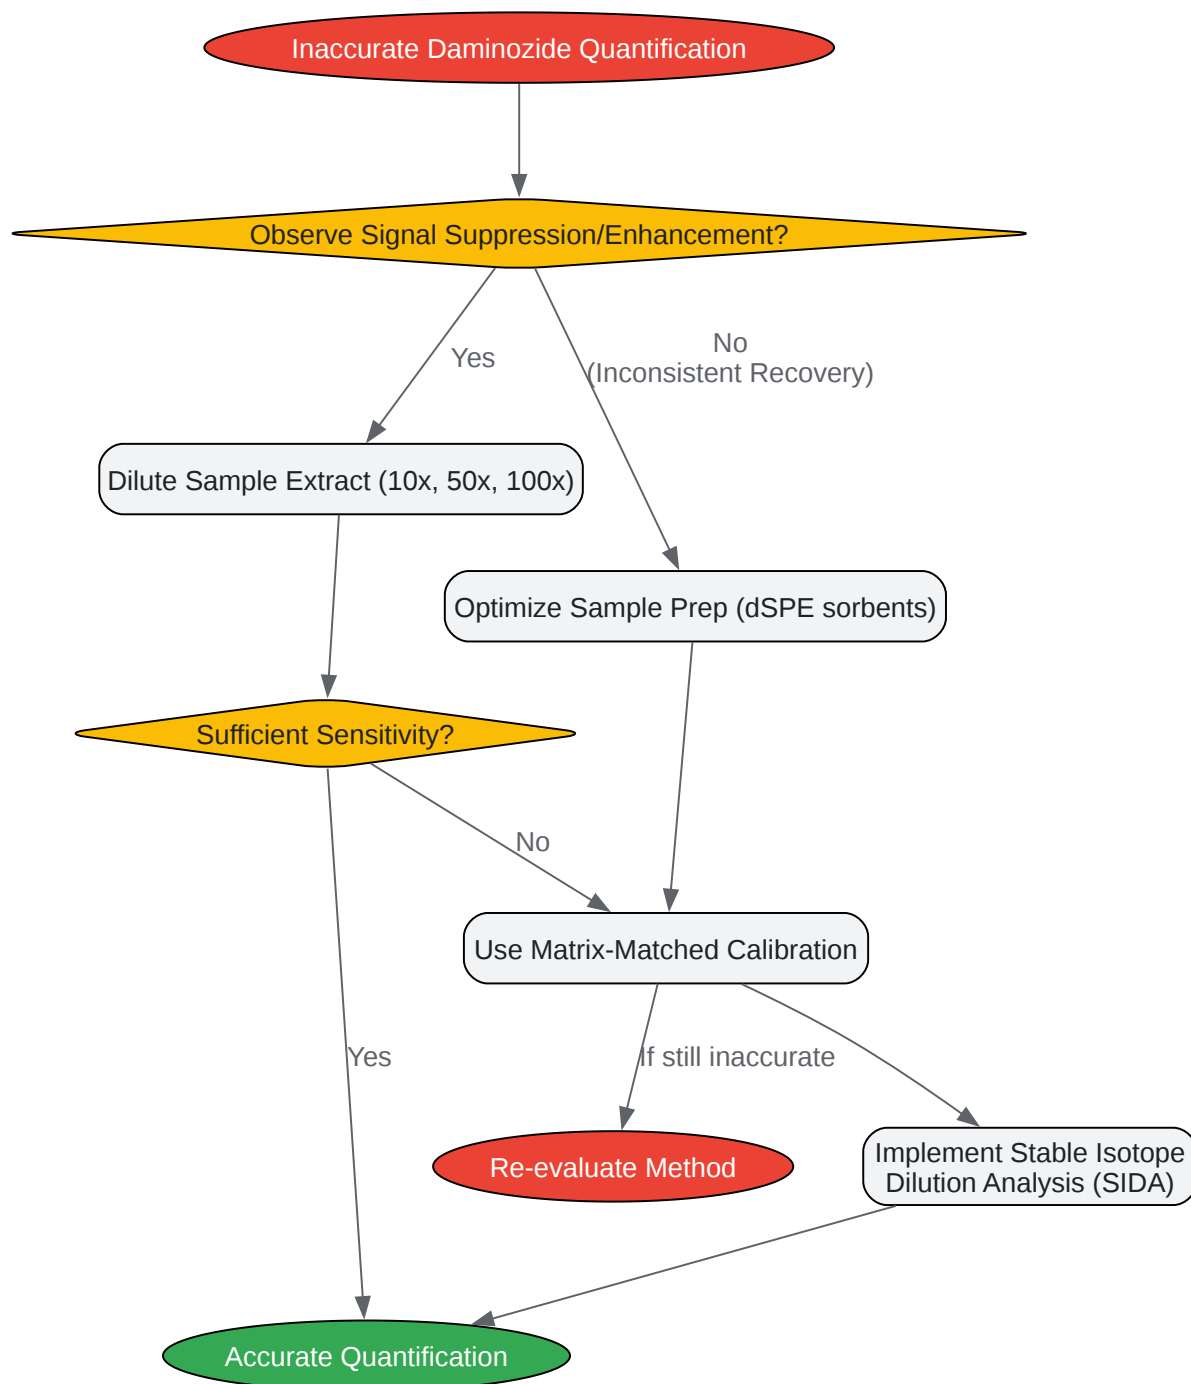 Inaccurate Daminozide Quantification
Observe Signal Suppression/Enhancement?
Yes
No
(Inconsistent Recovery)
Dilute Sample Extract (10x, 50x, 100x)
Optimize Sample Prep (dSPE sorbents)
Sufficient Sensitivity?
No
Use Matrix-Matched Calibration
Yes
If still inaccurate
Re-evaluate Method
Implement Stable Isotope
Dilution Analysis (SIDA)
Accurate Quantification